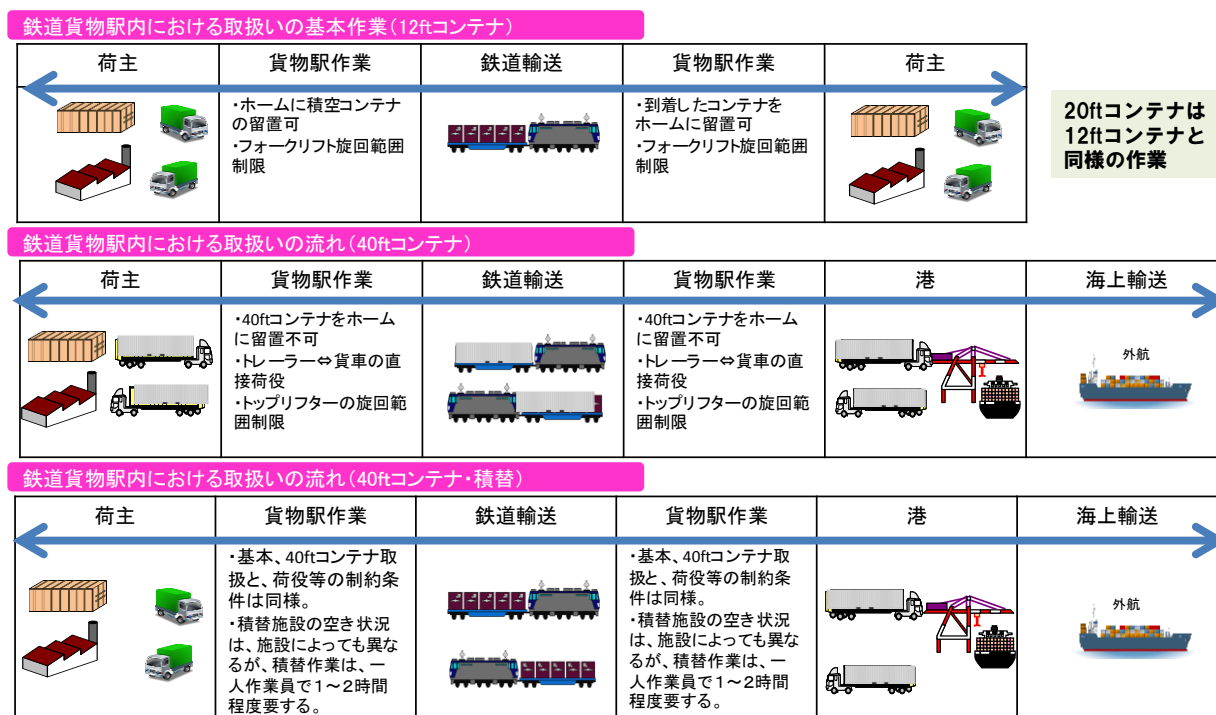 鉄道貨物駅内における取扱いの基本作業(12ftコンテナ)
荷主
貨物駅作業
鉄道輸送
貨物駅作業
荷主
・ホームに積空コンテナ
の留置可
・フォークリフト旋回範囲
制限
・到着したコンテナを
ホームに留置可
・フォークリフト旋回範囲
制限
20ftコンテナは
12ftコンテナと
同様の作業
鉄道貨物駅内における取扱いの流れ(40ftコンテナ)
荷主
貨物駅作業
鉄道輸送
貨物駅作業
港
海上輸送
・40ftコンテナをホーム
に留置不可
・トレーラー⇔貨車の直
接荷役
・トップリフターの旋回範
囲制限
・40ftコンテナをホーム
に留置不可
・トレーラー⇔貨車の直
接荷役
・トップリフターの旋回範
囲制限
外航
鉄道貨物駅内における取扱いの流れ(40ftコンテナ・積替)
荷主
貨物駅作業
鉄道輸送
貨物駅作業
港
海上輸送
・基本、40ftコンテナ取
扱と、荷役等の制約条
件は同様。
・積替施設の空き状況
は、施設によっても異な
るが、積替作業は、一
人作業員で1～2時間
程度要する。
・基本、40ftコンテナ取
扱と、荷役等の制約条
件は同様。
・積替施設の空き状況
は、施設によっても異な
るが、積替作業は、一
人作業員で1～2時間
程度要する。
外航